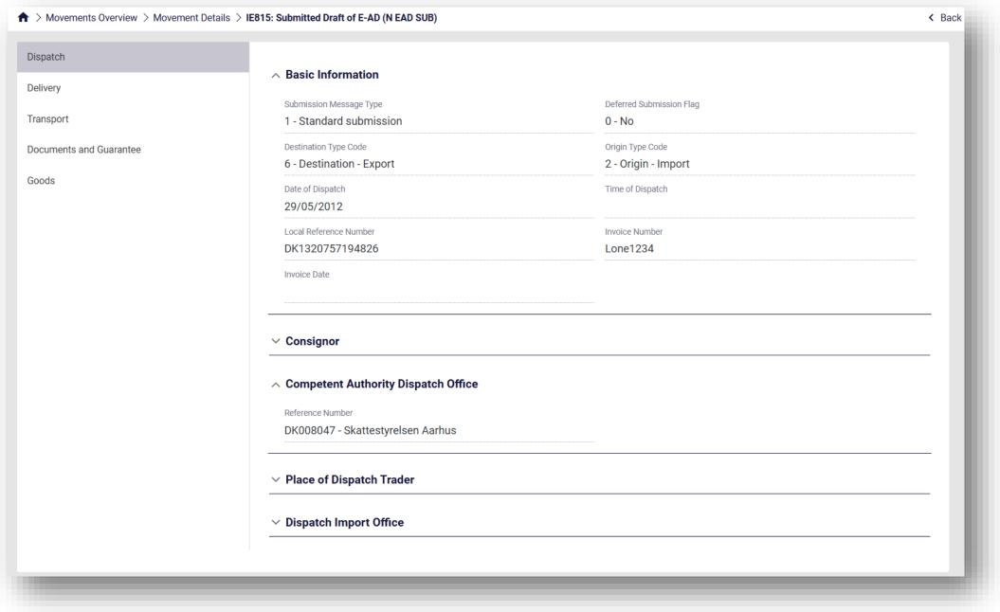 Movements Overview > Movement Details > IE815: Submitted Draft of E-AD (N EAD SUB)
Back
Dispatch
Delivery
Transport
Documents and Guarantee
Goods
Basic Information
Submission Message Type
Deferred Submission Flag
1 - Standard submission
0 - No
Destination Type Code
Origin Type Code
6 - Destination - Export
2 - Origin - Import
Date of Dispatch
Time of Dispatch
29/05/2012
Local Reference Number
Invoice Number
DK1320757194826
Lone1234
Invoice Date
Consignor
Competent Authority Dispatch Office
Reference Number
DK008047 - Skattestyrelsen Aarhus
Place of Dispatch Trader
Dispatch Import Office